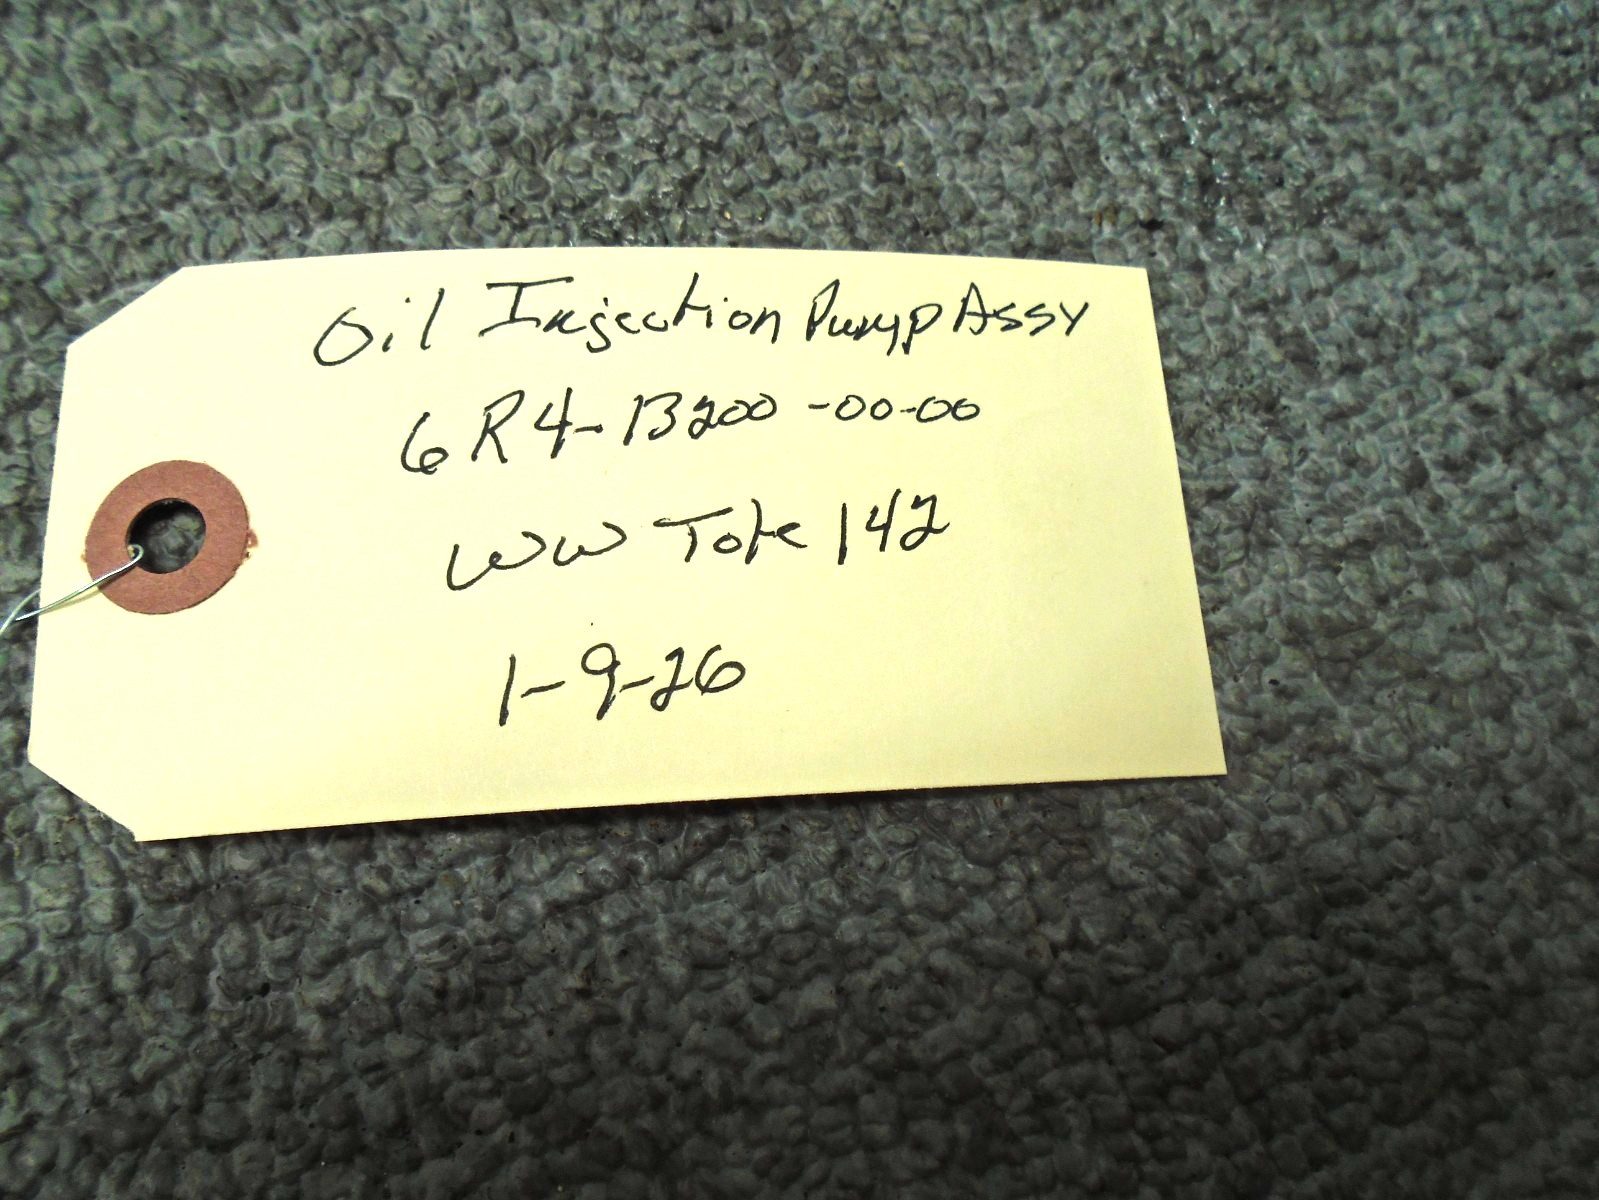 Oil Injection Pump Assy
6R4-13200-00-00
WW Tote 142
1-9-26